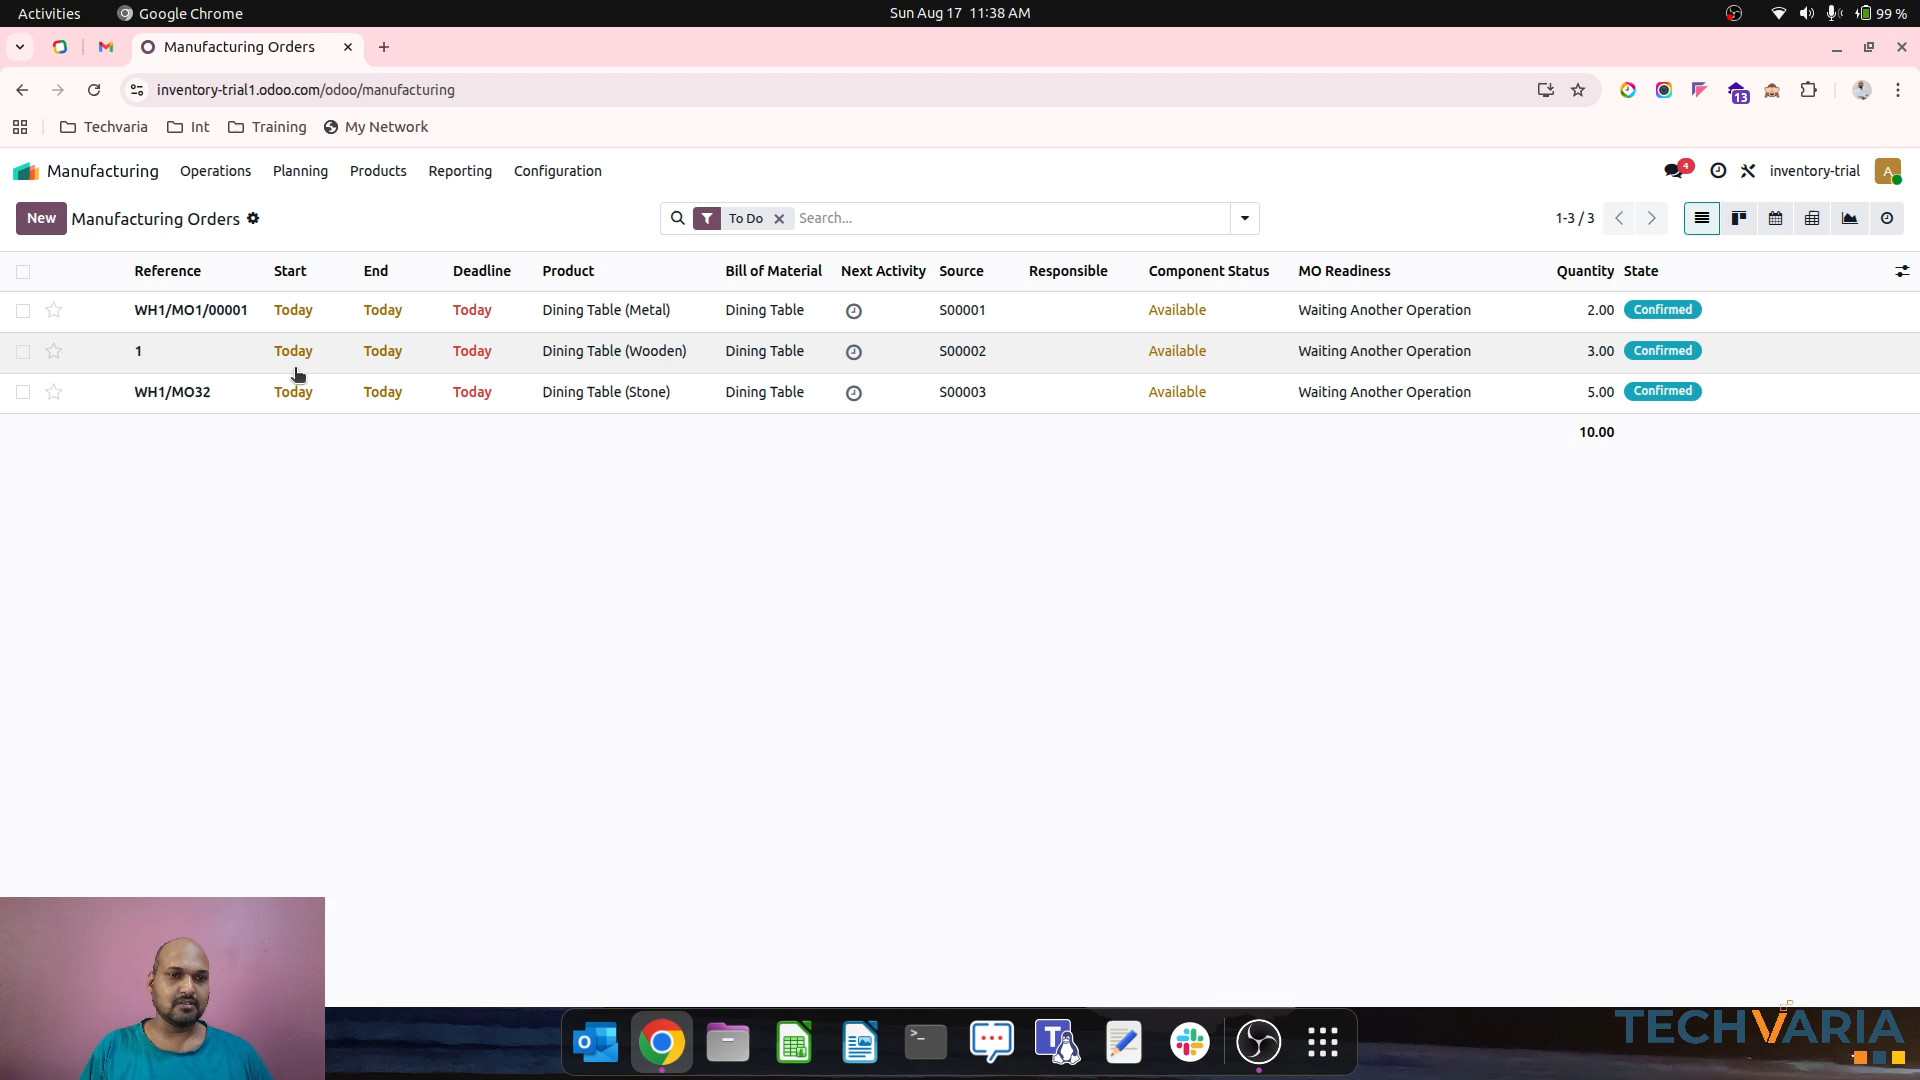 Activities Google Chrome Sun Aug 17 11:38 AM 99 %
Manufacturing Orders
inventory-trial1.odoo.com/odoo/manufacturing 13
Techvaria Int Training My Network
Manufacturing Operations Planning Products Reporting Configuration 4 inventory-trial A
New Manufacturing Orders To Do Search... 1-3 / 3
Reference Start End Deadline Product Bill of Material Next Activity Source Responsible Component Status MO Readiness Quantity State
WH1/MO1/00001 Today Today Today Dining Table (Metal) Dining Table S00001 Available Waiting Another Operation 2.00 Confirmed
1 Today Today Today Dining Table (Wooden) Dining Table S00002 Available Waiting Another Operation 3.00 Confirmed
WH1/MO32 Today Today Today Dining Table (Stone) Dining Table S00003 Available Waiting Another Operation 5.00 Confirmed
10.00
TECHVARIA